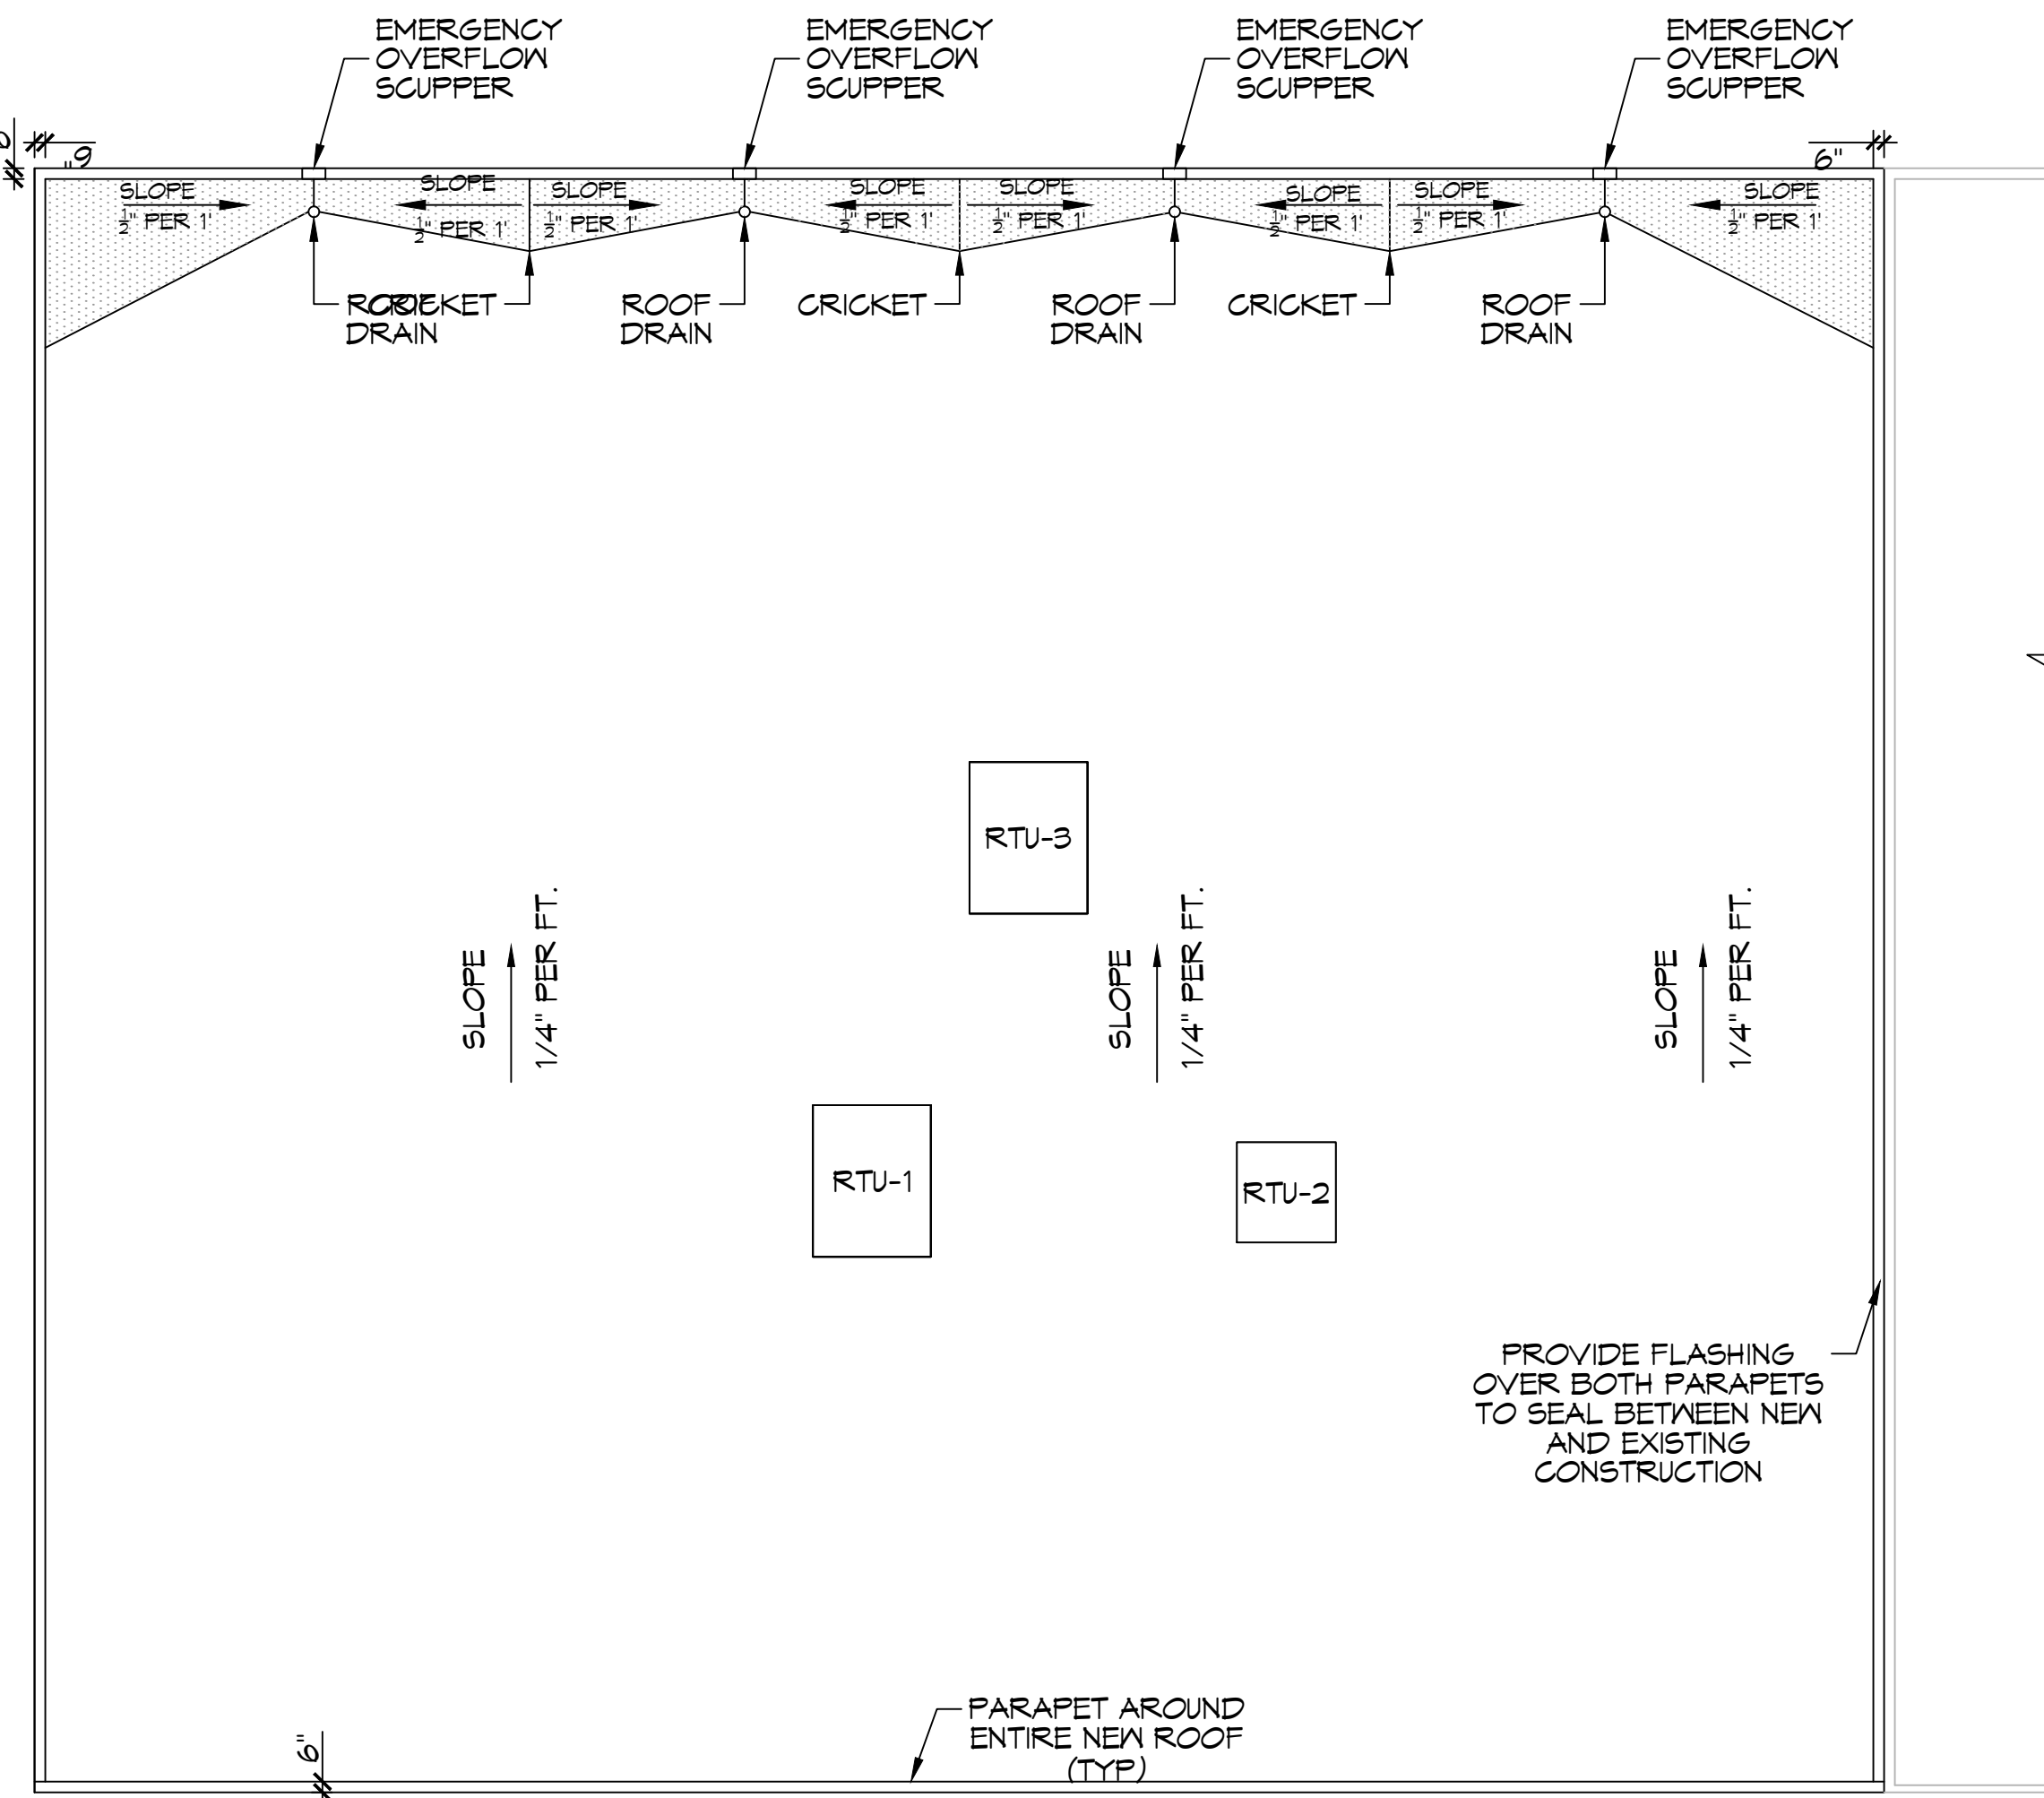 EMERGENCY
OVERFLOW
SCUPPER
EMERGENCY
OVERFLOW
SCUPPER
EMERGENCY
OVERFLOW
SCUPPER
EMERGENCY
OVERFLOW
SCUPPER
6"
6"
SLOPE
1/2" PER 1'
SLOPE
1/2" PER 1'
SLOPE
1/2" PER 1'
SLOPE
1/2" PER 1'
SLOPE
1/2" PER 1'
SLOPE
1/2" PER 1'
SLOPE
1/2" PER 1'
SLOPE
1/2" PER 1'
ROOF
DRAIN
CRICKET
ROOF
DRAIN
CRICKET
ROOF
DRAIN
CRICKET
ROOF
DRAIN
RTU-3
SLOPE
1/4" PER FT.
SLOPE
1/4" PER FT.
SLOPE
1/4" PER FT.
RTU-1
RTU-2
PROVIDE FLASHING
OVER BOTH PARAPETS
TO SEAL BETWEEN NEW
AND EXISTING
CONSTRUCTION
PARAPET AROUND
ENTIRE NEW ROOF
(TYP)
6"